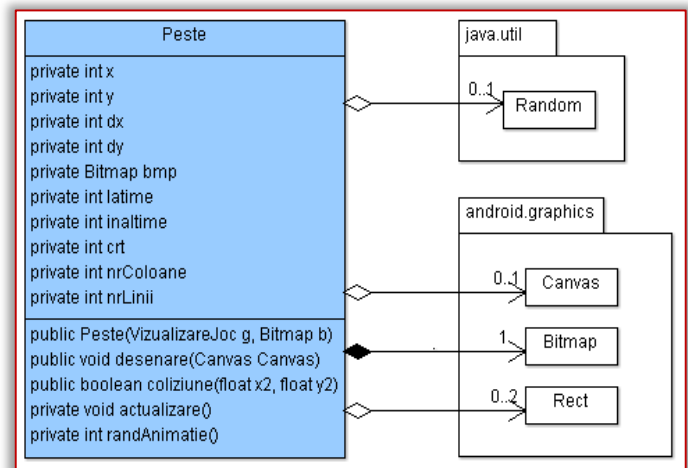 Peste
private int x
private int y
private int dx
private int dy
private Bitmap bmp
private int latime
private int inaltime
private int crt
private int nrColoane
private int nrLinii
public Peste(VizualizareJoc g, Bitmap b)
public void desenare(Canvas Canvas)
public boolean coliziune(float x2, float y2)
private void actualizare()
private int randAnimatie()
java.util
0..1
Random
android.graphics
0..1
Canvas
1
Bitmap
0..2
Rect